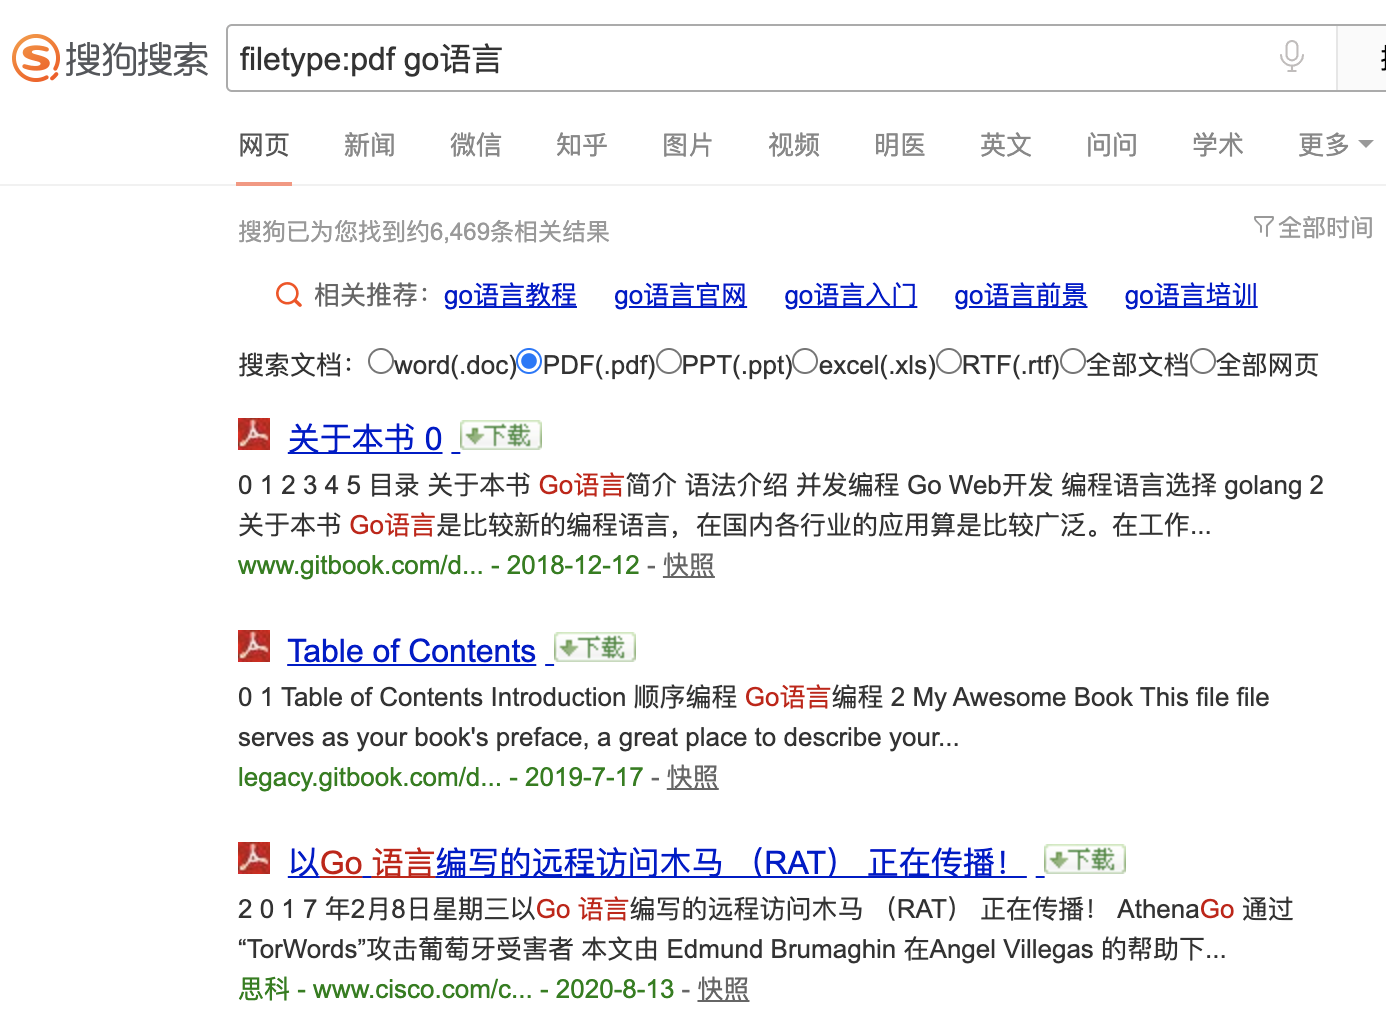 搜狗搜索 filetype:pdf go语言
网页 新闻 微信 知乎 图片 视频 明医 英文 问问 学术 更多
搜狗已为您找到约6,469条相关结果 全部时间
相关推荐： go语言教程 go语言官网 go语言入门 go语言前景 go语言培训
搜索文档： word(.doc) PDF(.pdf) PPT(.ppt) excel(.xls) RTF(.rtf) 全部文档 全部网页
关于本书 0 下载
0 1 2 3 4 5 目录 关于本书 Go语言简介 语法介绍 并发编程 Go Web开发 编程语言选择 golang 2
关于本书 Go语言是比较新的编程语言，在国内各行业的应用算是比较广泛。在工作...
www.gitbook.com/d... - 2018-12-12 - 快照
Table of Contents 下载
0 1 Table of Contents Introduction 顺序编程 Go语言编程 2 My Awesome Book This file file
serves as your book's preface, a great place to describe your...
legacy.gitbook.com/d... - 2019-7-17 - 快照
以Go 语言编写的远程访问木马 （RAT） 正在传播！ 下载
2 0 1 7 年2月8日星期三以Go 语言编写的远程访问木马 （RAT） 正在传播！ AthenaGo 通过
“TorWords”攻击葡萄牙受害者 本文由 Edmund Brumaghin 在Angel Villegas 的帮助下...
思科 - www.cisco.com/c... - 2020-8-13 - 快照